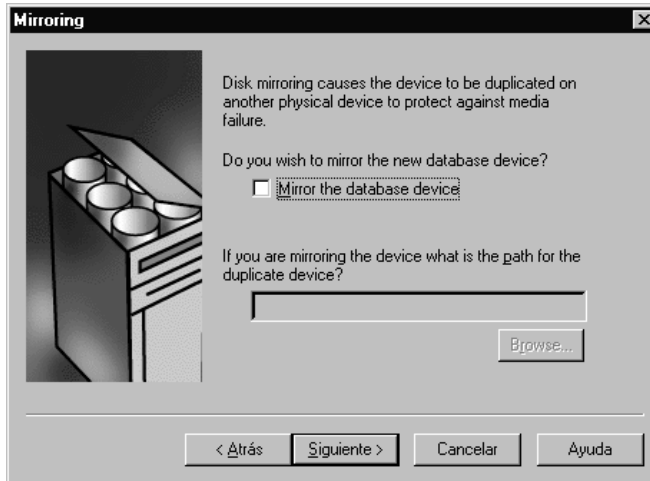 Mirroring
Disk mirroring causes the device to be duplicated on
another physical device to protect against media
failure.
Do you wish to mirror the new database device?
Mirror the database device
If you are mirroring the device what is the path for the
duplicate device?
Browse...
< Atrás
Siguiente >
Cancelar
Ayuda